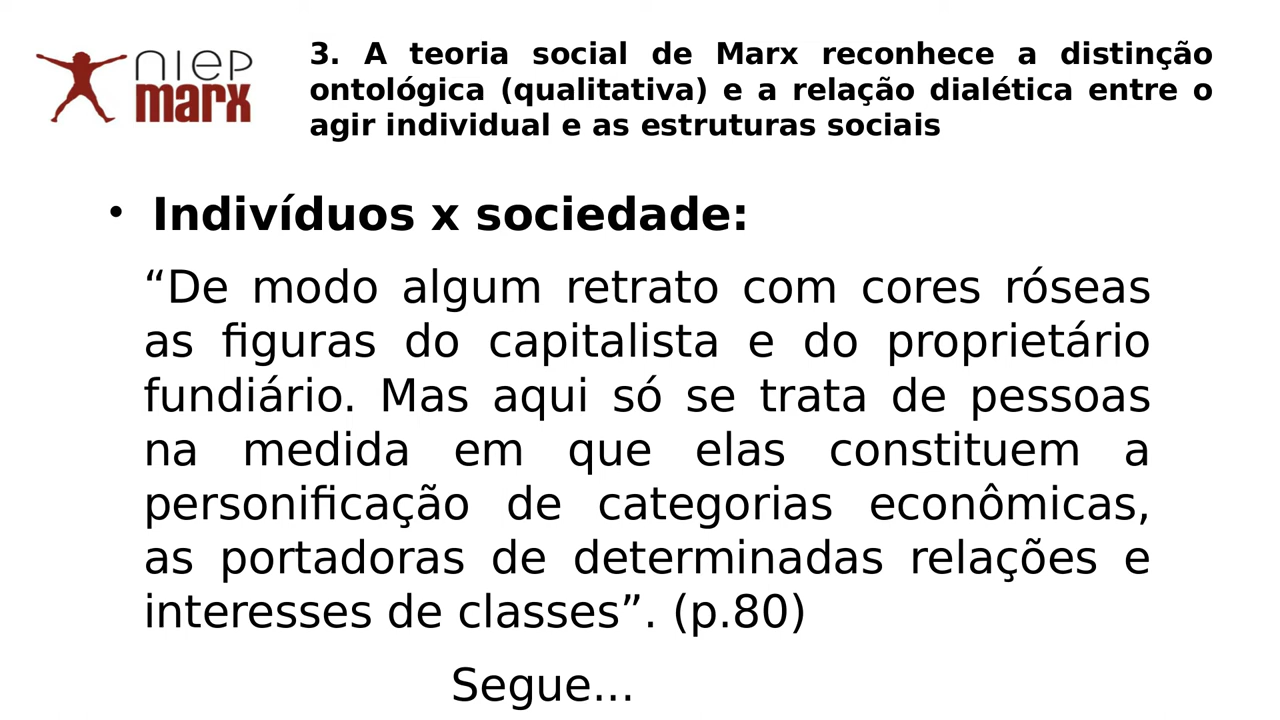 niep
marx
3. A teoria social de Marx reconhece a distinção
ontológica (qualitativa) e a relação dialética entre o
agir individual e as estruturas sociais
• Indivíduos x sociedade:
“De modo algum retrato com cores róseas
as figuras do capitalista e do proprietário
fundiário. Mas aqui só se trata de pessoas
na medida em que elas constituem a
personificação de categorias econômicas,
as portadoras de determinadas relações e
interesses de classes”. (p.80)
Segue...